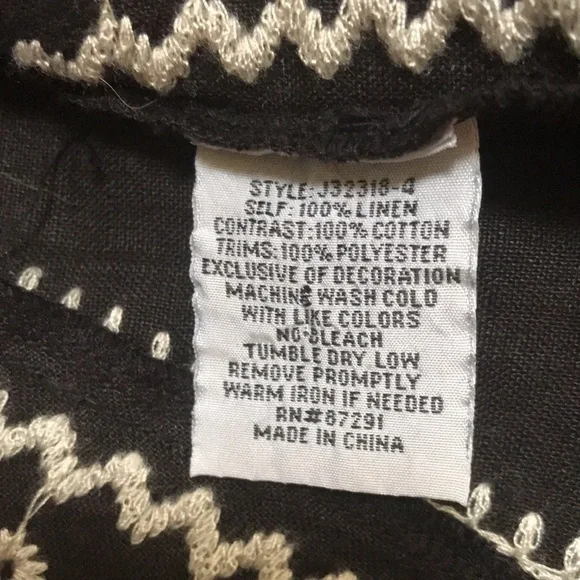 STYLE: J32318-4
SELF: 100% LINEN
CONTRAST: 100% COTTON
TRIMS: 100% POLYESTER
EXCLUSIVE OF DECORATION
MACHINE WASH COLD
WITH LIKE COLORS
NO BLEACH
TUMBLE DRY LOW
REMOVE PROMPTLY
WARM IRON IF NEEDED
RN#87291
MADE IN CHINA